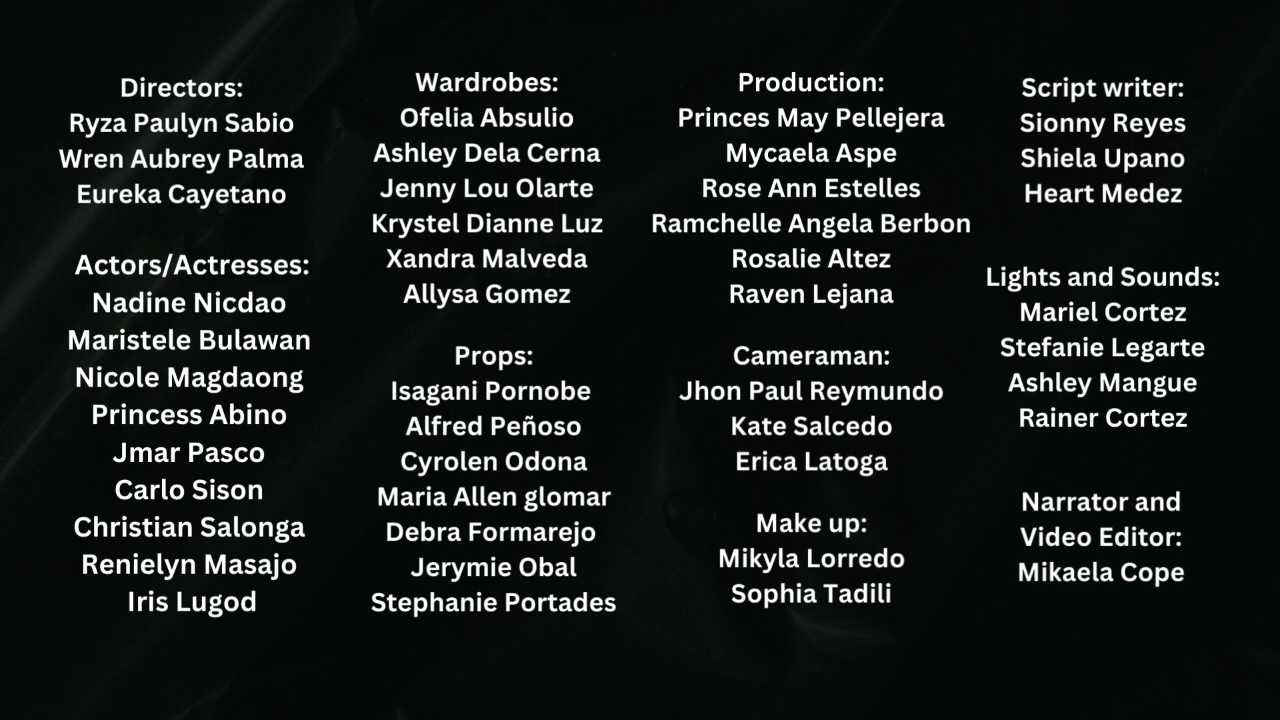 Directors:
Ryza Paulyn Sabio
Wren Aubrey Palma
Eureka Cayetano
Actors/Actresses:
Nadine Nicdao
Maristele Bulawan
Nicole Magdaong
Princess Abino
Jmar Pasco
Carlo Sison
Christian Salonga
Renielyn Masajo
Iris Lugod
Wardrobes:
Ofelia Absulio
Ashley Dela Cerna
Jenny Lou Olarte
Krystel Dianne Luz
Xandra Malveda
Allysa Gomez
Props:
Isagani Pornobe
Alfred Peñoso
Cyrolen Odona
Maria Allen glomar
Debra Formarejo
Jerymie Obal
Stephanie Portades
Production:
Princes May Pellejera
Mycaela Aspe
Rose Ann Estelles
Ramchelle Angela Berbon
Rosalie Altez
Raven Lejana
Cameraman:
Jhon Paul Reymundo
Kate Salcedo
Erica Latoga
Make up:
Mikyla Lorredo
Sophia Tadili
Script writer:
Sionny Reyes
Shiela Upano
Heart Medez
Lights and Sounds:
Mariel Cortez
Stefanie Legarte
Ashley Mangue
Rainer Cortez
Narrator and
Video Editor:
Mikaela Cope